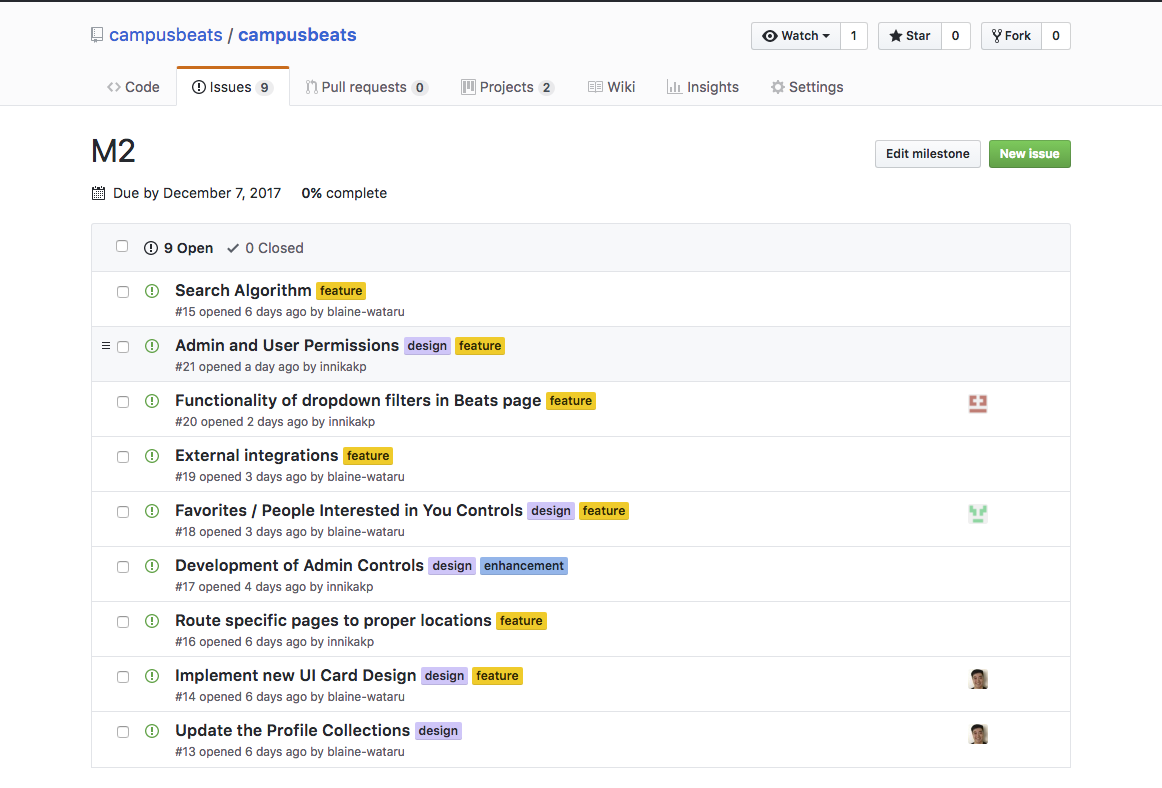 campusbeats / campusbeats
Watch 1 Star 0 Fork 0
Code Issues 9 Pull requests 0 Projects 2 Wiki Insights Settings
M2
Edit milestone New issue
Due by December 7, 2017 0% complete
9 Open 0 Closed
Search Algorithm feature
#15 opened 6 days ago by blaine-wataru
Admin and User Permissions design feature
#21 opened a day ago by innikakp
Functionality of dropdown filters in Beats page feature
#20 opened 2 days ago by innikakp
External integrations feature
#19 opened 3 days ago by blaine-wataru
Favorites / People Interested in You Controls design feature
#18 opened 3 days ago by blaine-wataru
Development of Admin Controls design enhancement
#17 opened 4 days ago by innikakp
Route specific pages to proper locations feature
#16 opened 6 days ago by innikakp
Implement new UI Card Design design feature
#14 opened 6 days ago by blaine-wataru
Update the Profile Collections design
#13 opened 6 days ago by blaine-wataru